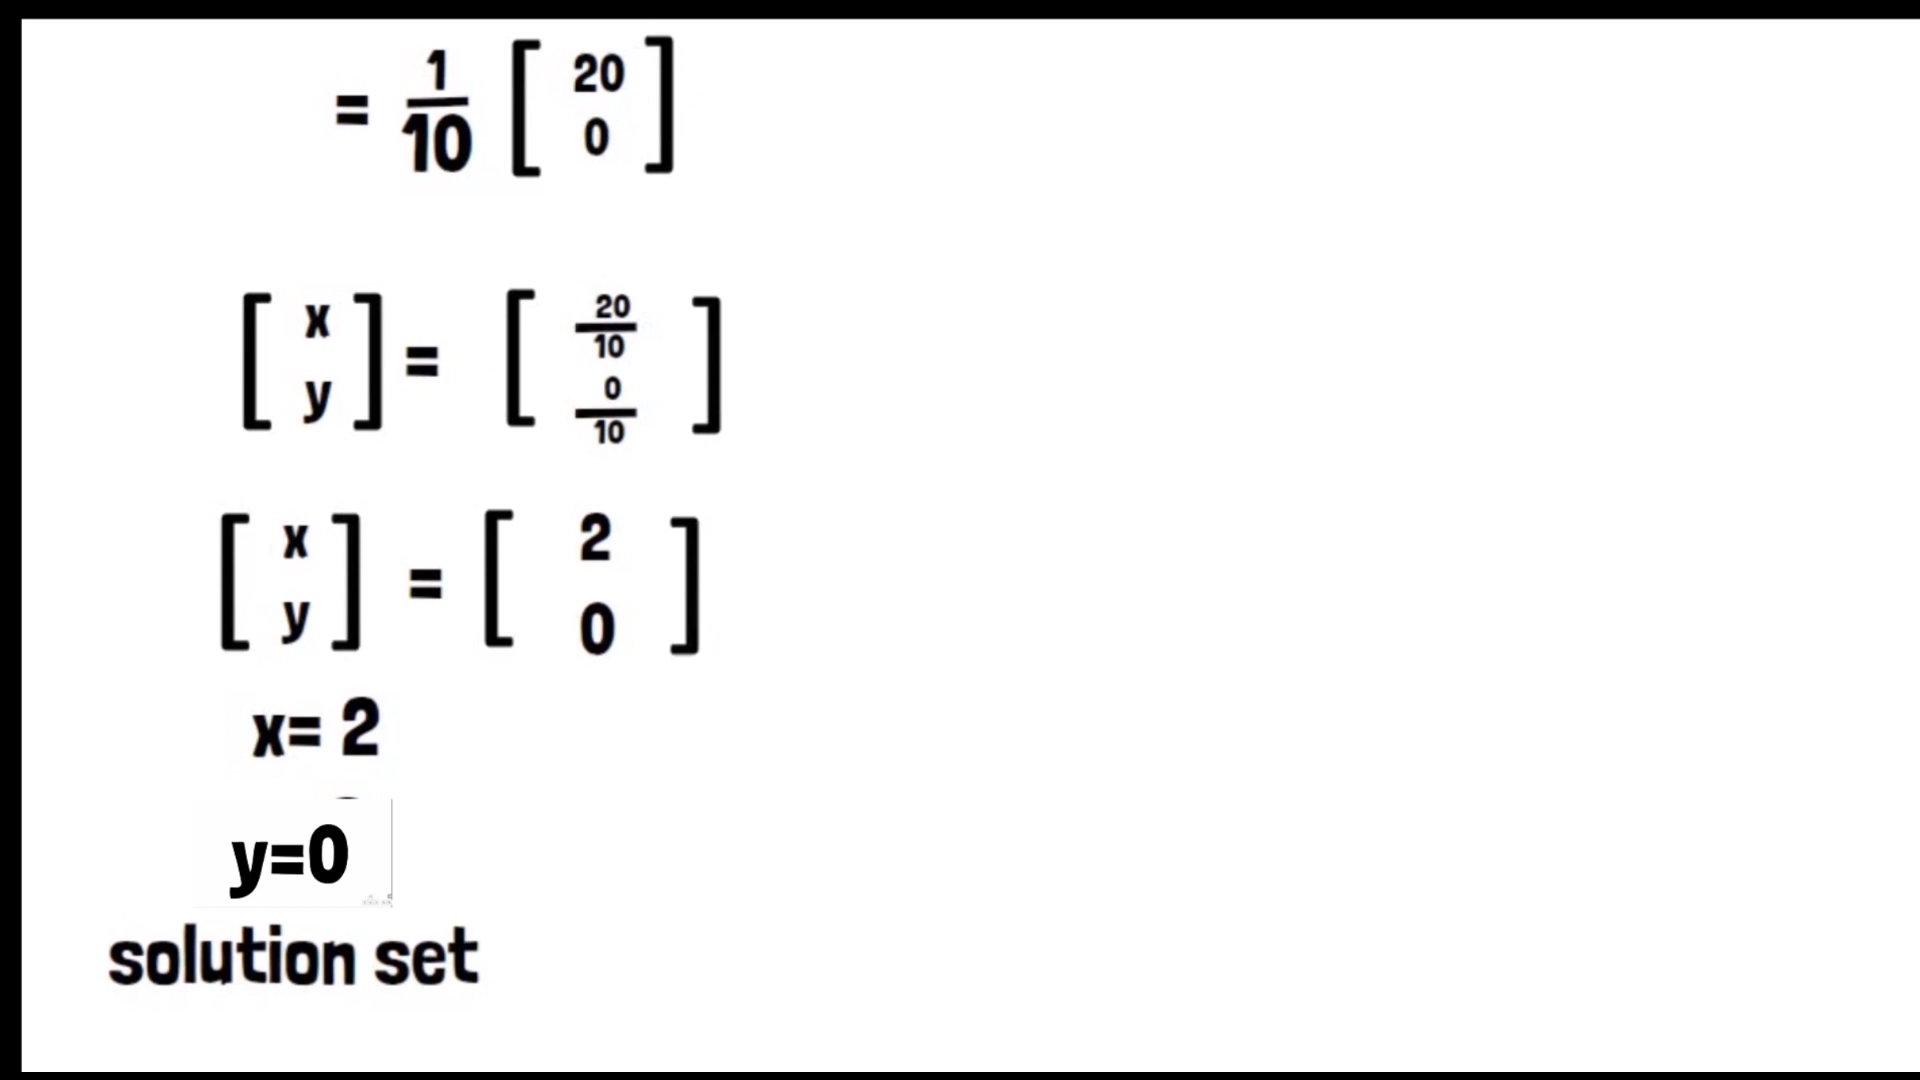 = 1/10 [ 20
0 ]
[ x
y ] = [ 20/10
0/10 ]
[ x
y ] = [ 2
0 ]
x= 2
y=0
solution set